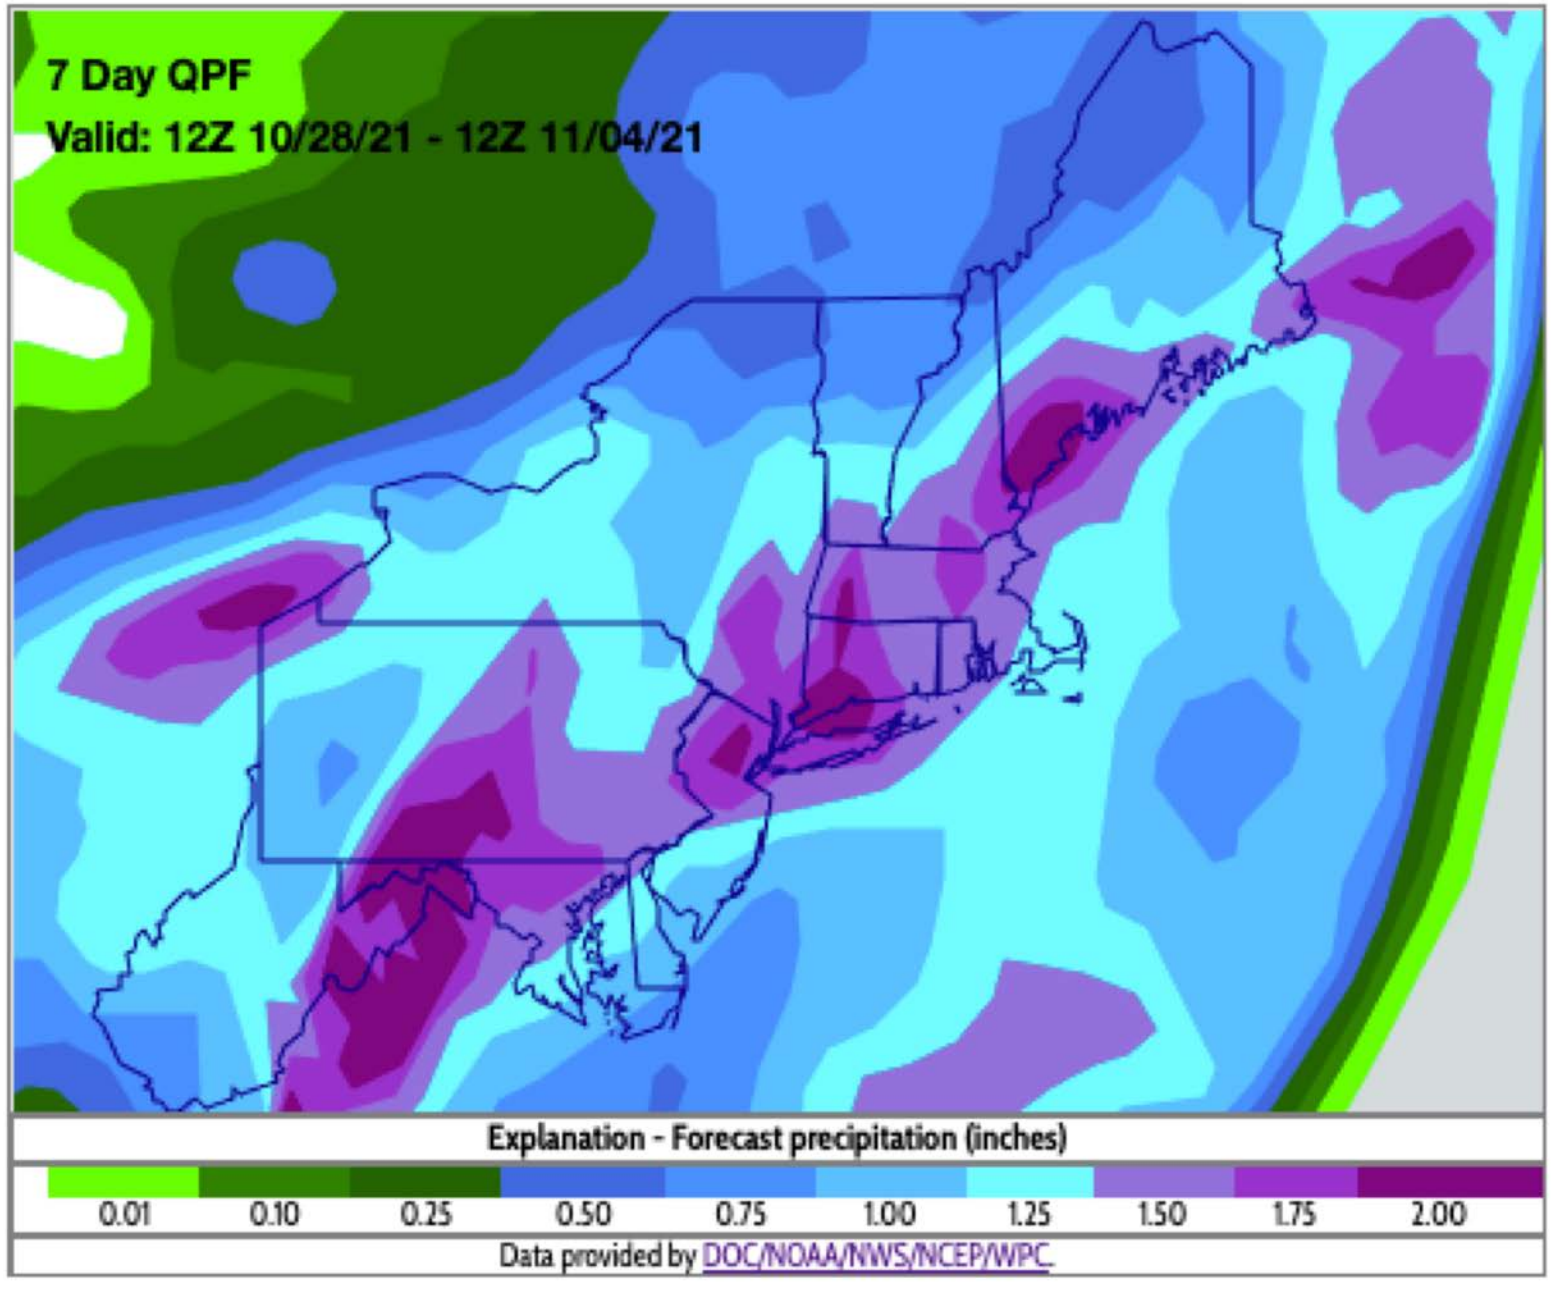 7 Day QPF
Valid: 12Z 10/28/21 - 12Z 11/04/21
Explanation - Forecast precipitation (inches)
0.01 0.10 0.25 0.50 0.75 1.00 1.25 1.50 1.75 2.00
Data provided by DOC/NOAA/NWS/NCEP/WPC.